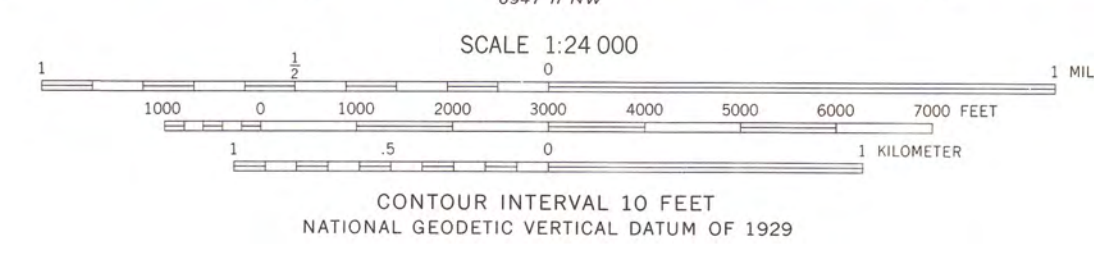 SCALE 1:24 000
1 1/2 0 1 MIL
1000 0 1000 2000 3000 4000 5000 6000 7000 FEET
1 .5 0 1 KILOMETER
CONTOUR INTERVAL 10 FEET
NATIONAL GEODETIC VERTICAL DATUM OF 1929